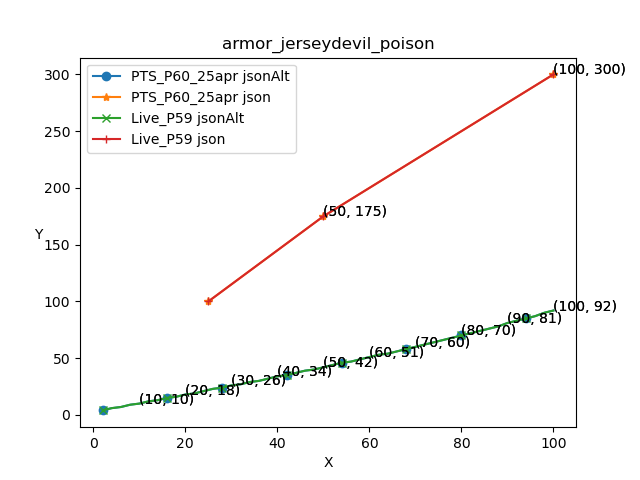 armor_jerseydevil_poison
PTS_P60_25apr jsonAlt
PTS_P60_25apr json
Live_P59 jsonAlt
Live_P59 json
(100, 300)
(50, 175)
(100, 92)
(90, 81)
(80, 70)
(70, 60)
(60, 51)
(50, 42)
(40, 34)
(30, 26)
(20, 18)
(10, 10)
Y
300
250
200
150
100
50
0
0 20 40 60 80 100
X